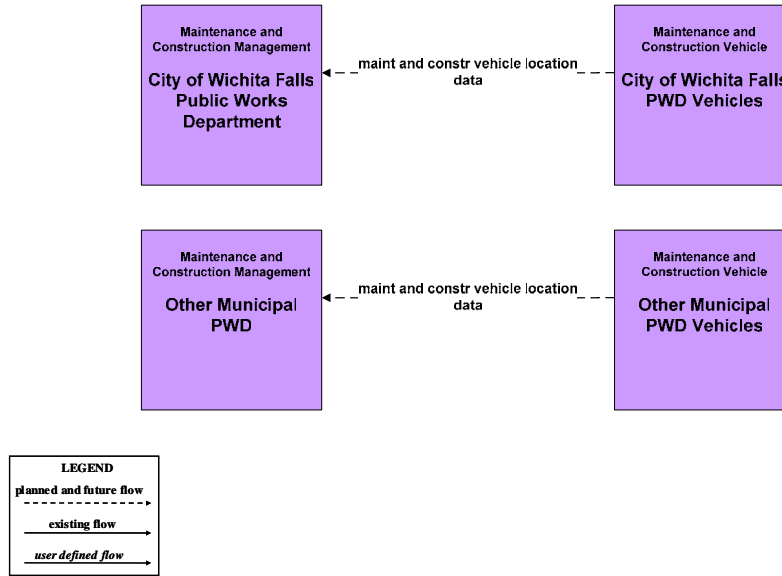 Maintenance and
Construction Management
City of Wichita Falls
Public Works
Department
maint and constr vehicle location
data
Maintenance and
Construction Vehicle
City of Wichita Falls
PWD Vehicles
Maintenance and
Construction Management
Other Municipal
PWD
maint and constr vehicle location
data
Maintenance and
Construction Vehicle
Other Municipal
PWD Vehicles
LEGEND
planned and future flow
existing flow
user defined flow